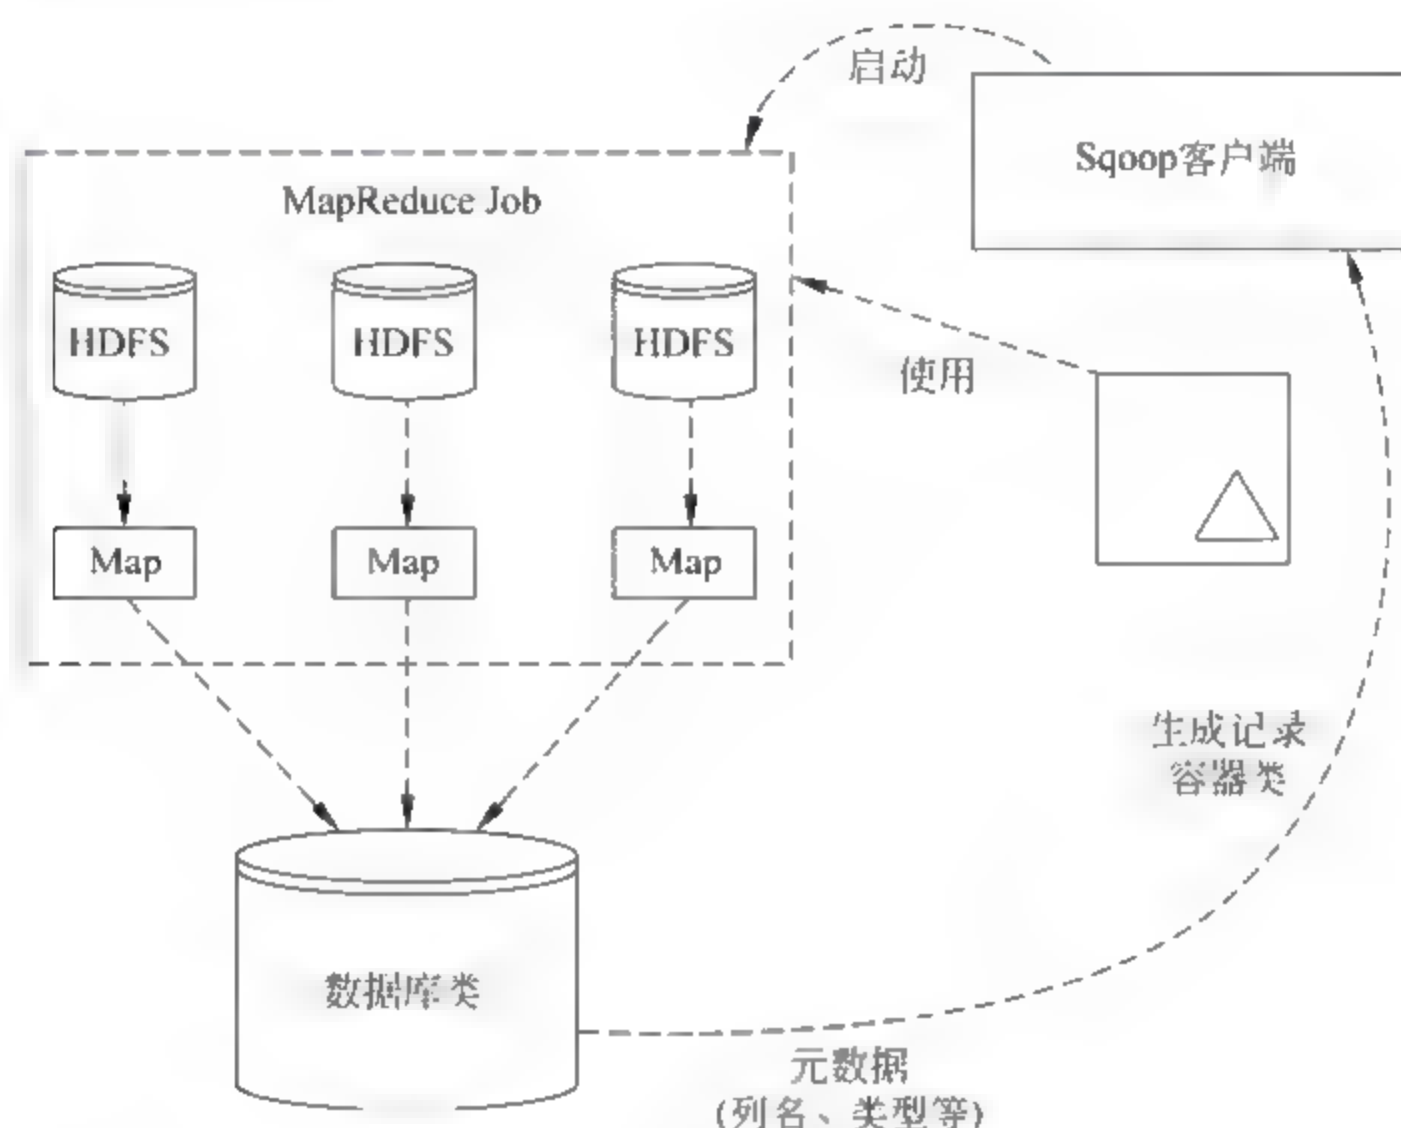 启动
Sqoop客户端
MapReduce Job
HDFS
HDFS
HDFS
使用
Map
Map
Map
生成记录
容器类
数据库类
元数据
(列名、类型等)